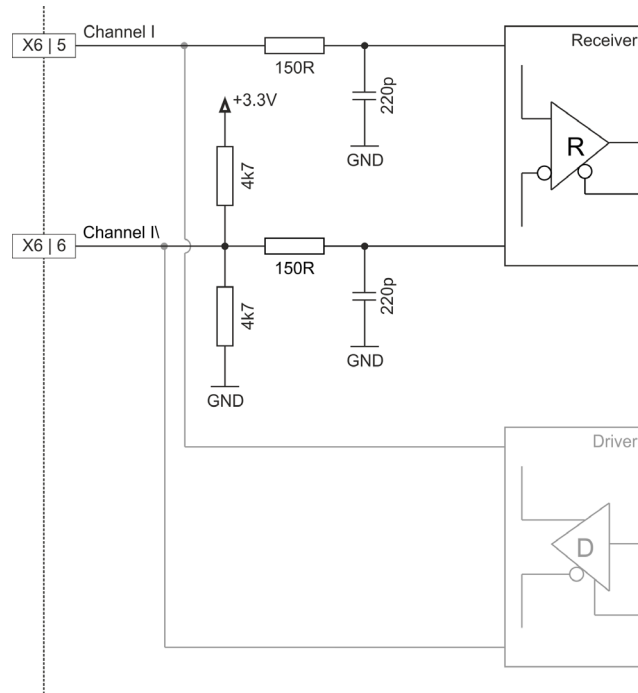 X6 | 5
Channel I
150R
220p
GND
+3.3V
4k7
Receiver
R
X6 | 6
Channel I\
150R
220p
GND
4k7
GND
Driver
D